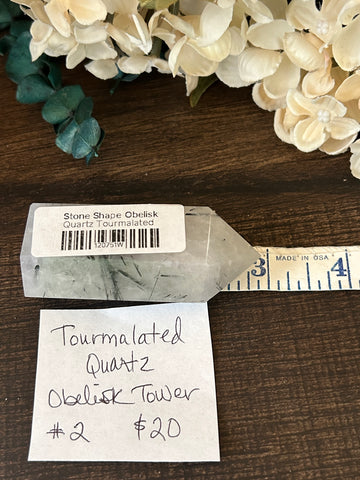 Stone Shape Obelisk
Quartz Tourmalated
120751W
3 MADE IN USA 4
Tourmalated
Quartz
Obelisk Tower
#2 $20